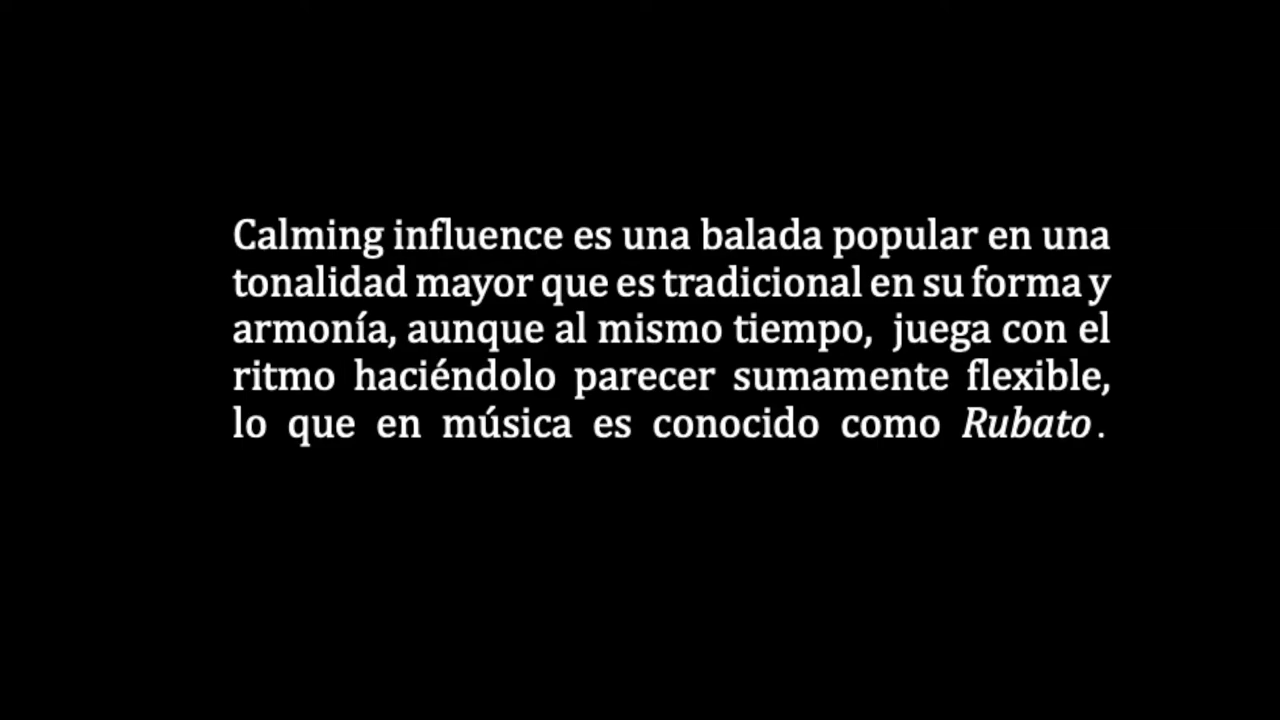 Calming influence es una balada popular en una
tonalidad mayor que es tradicional en su forma y
armonía, aunque al mismo tiempo, juega con el
ritmo haciéndolo parecer sumamente flexible,
lo que en música es conocido como Rubato.